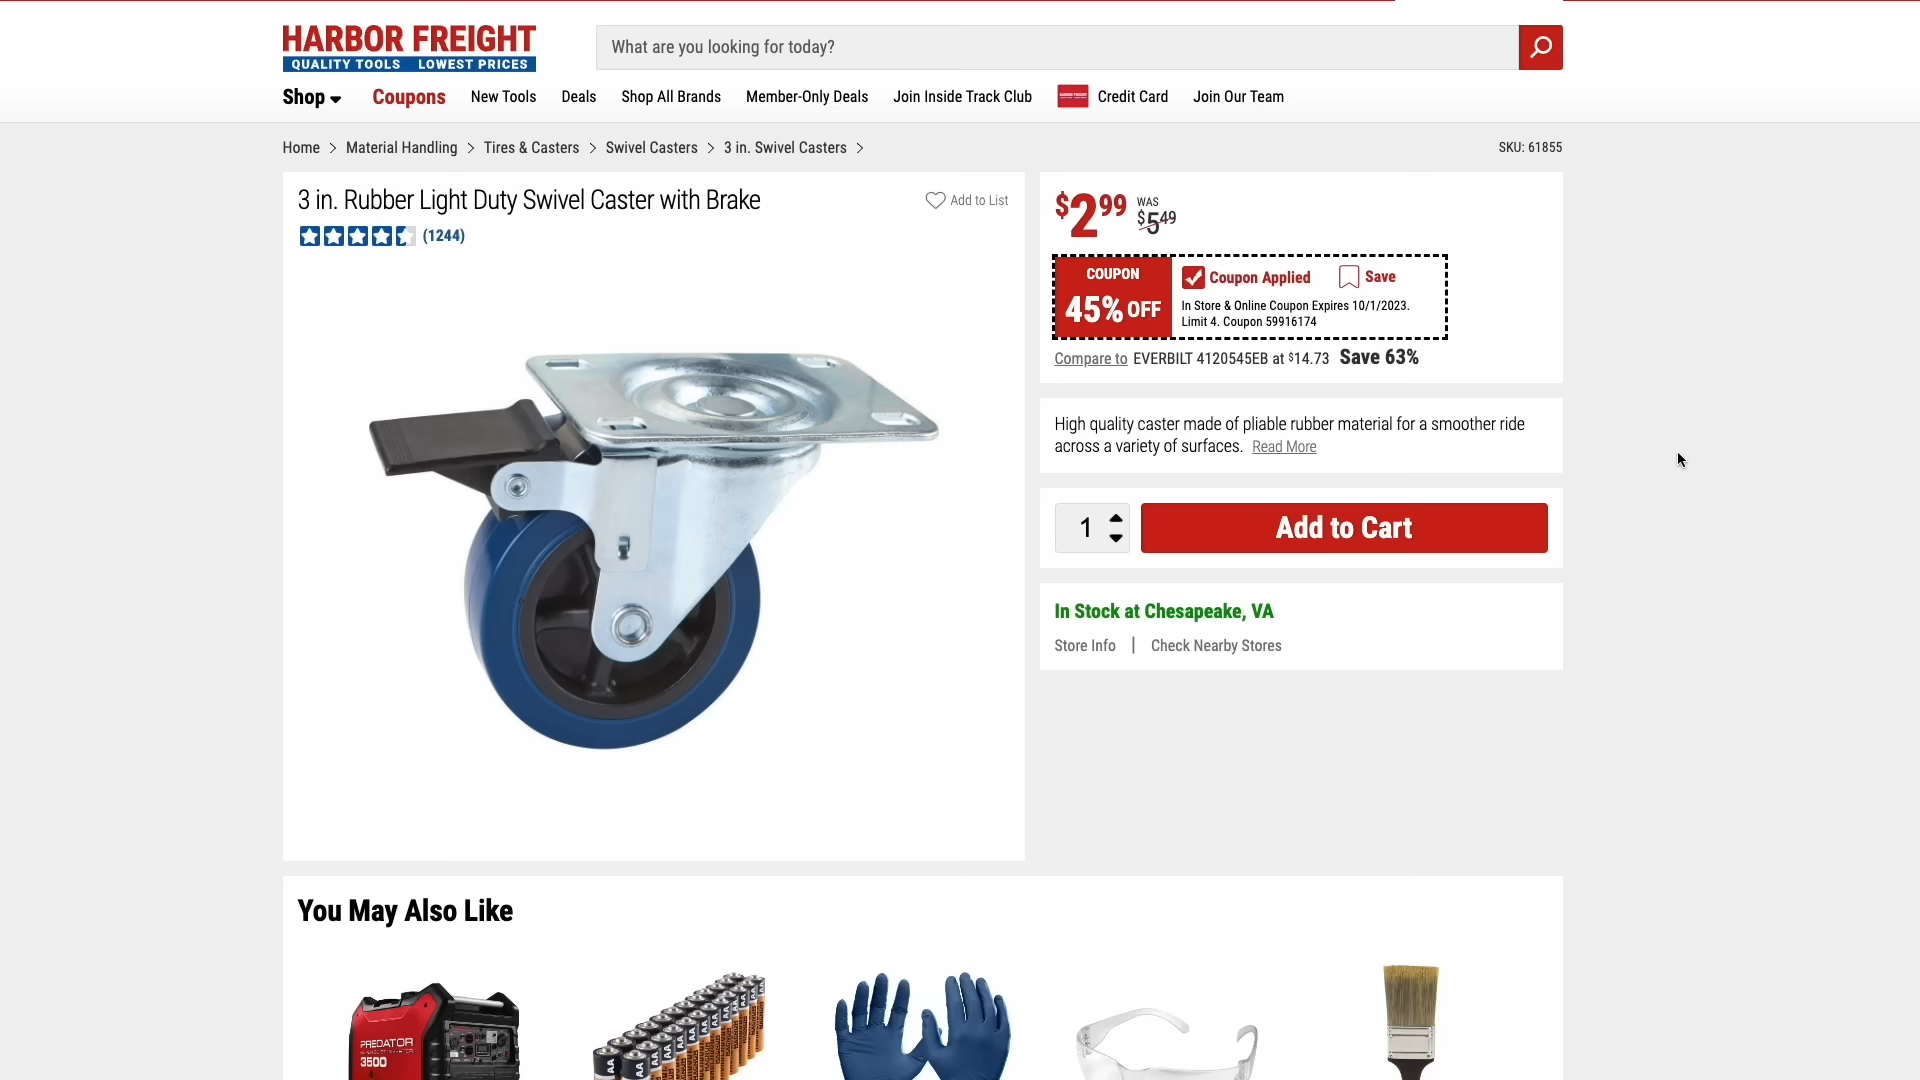 HARBOR FREIGHT
QUALITY TOOLS LOWEST PRICES
What are you looking for today?
Shop Coupons New Tools Deals Shop All Brands Member-Only Deals Join Inside Track Club Credit Card Join Our Team
Home > Material Handling > Tires & Casters > Swivel Casters > 3 in. Swivel Casters >
SKU: 61855
3 in. Rubber Light Duty Swivel Caster with Brake
Add to List
(1244)
$2.99 WAS $5.49
COUPON
45% OFF
Coupon Applied Save
In Store & Online Coupon Expires 10/1/2023.
Limit 4. Coupon 59916174
Compare to EVERBILT 4120545EB at $14.73 Save 63%
High quality caster made of pliable rubber material for a smoother ride
across a variety of surfaces. Read More
1 Add to Cart
In Stock at Chesapeake, VA
Store Info | Check Nearby Stores
You May Also Like
PREDATOR
3500
AA AA